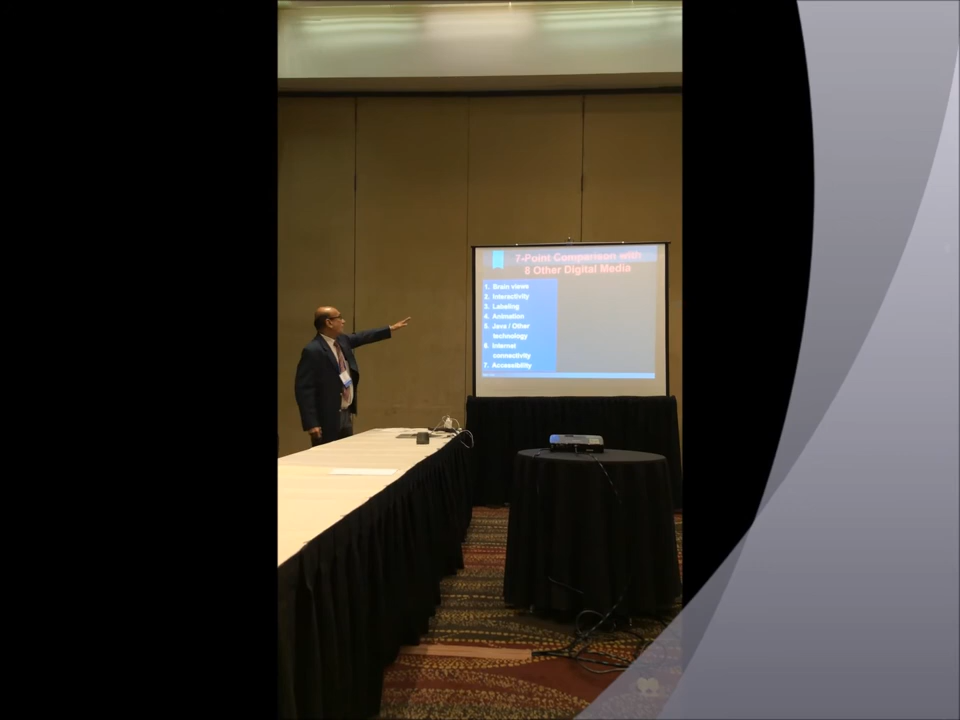 7-Point Comparison with
8 Other Digital Media
1. Brain views
2. Interactivity
3. Labeling
4. Animation
5. Java / Other
technology
6. Internet
connectivity
7. Accessibility